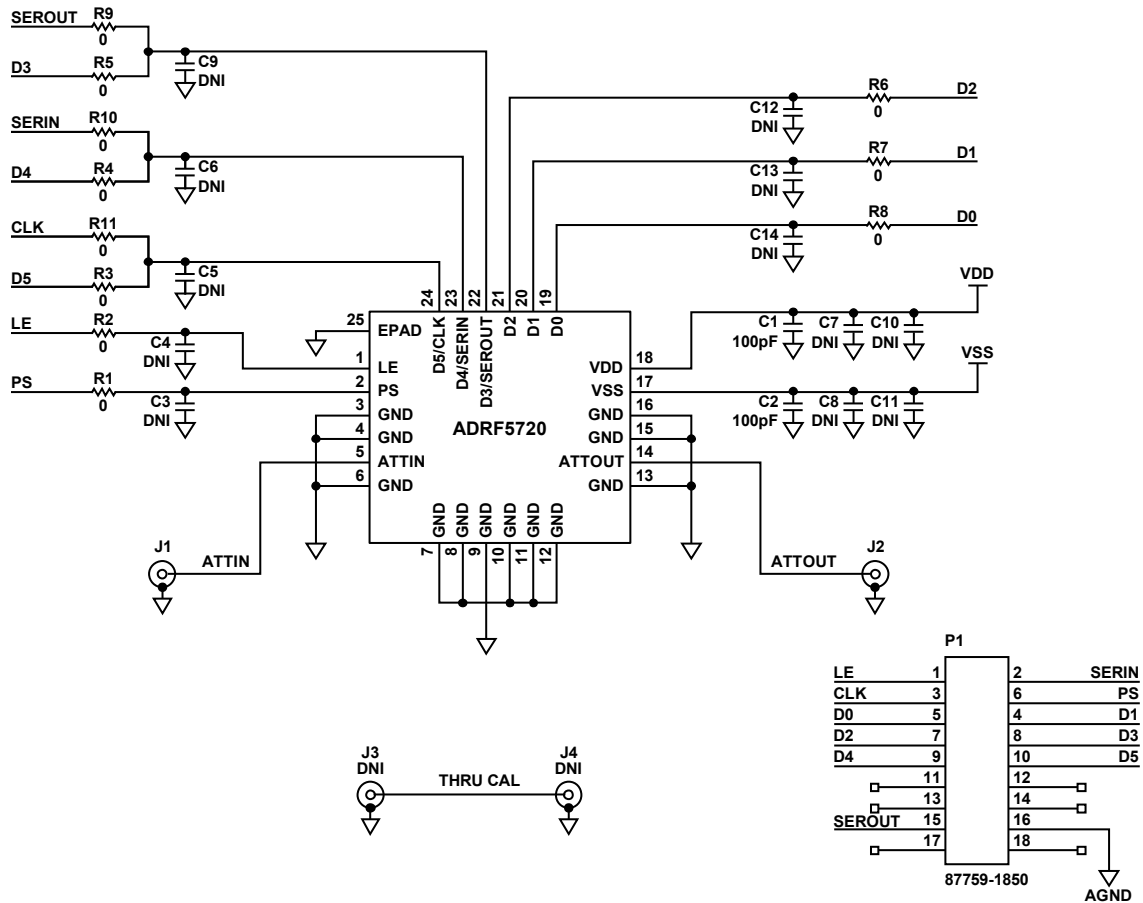 SEROUT
R9
0
D3
R5
0
C9
DNI
SERIN
R10
0
D4
R4
0
C6
DNI
CLK
R11
0
D5
R3
0
C5
DNI
LE
R2
0
C4
DNI
PS
R1
0
C3
DNI
C12
DNI
R6
0
D2
C13
DNI
R7
0
D1
C14
DNI
R8
0
D0
VDD
C1
100pF
C7
DNI
C10
DNI
VSS
C2
100pF
C8
DNI
C11
DNI
24
23
22
21
20
19
D5/CLK
D4/SERIN
D3/SEROUT
D2
D1
D0
25
EPAD
1
LE
2
PS
3
GND
4
GND
5
ATTIN
6
GND
ADRF5720
VDD
18
VSS
17
GND
16
GND
15
ATTOUT
14
GND
13
GND
GND
GND
GND
GND
GND
7
8
9
10
11
12
J1
ATTIN
ATTOUT
J2
J3
DNI
THRU CAL
J4
DNI
P1
LE 1 2 SERIN
CLK 3 6 PS
D0 5 4 D1
D2 7 8 D3
D4 9 10 D5
11 12
13 14
SEROUT 15 16
17 18
87759-1850
AGND